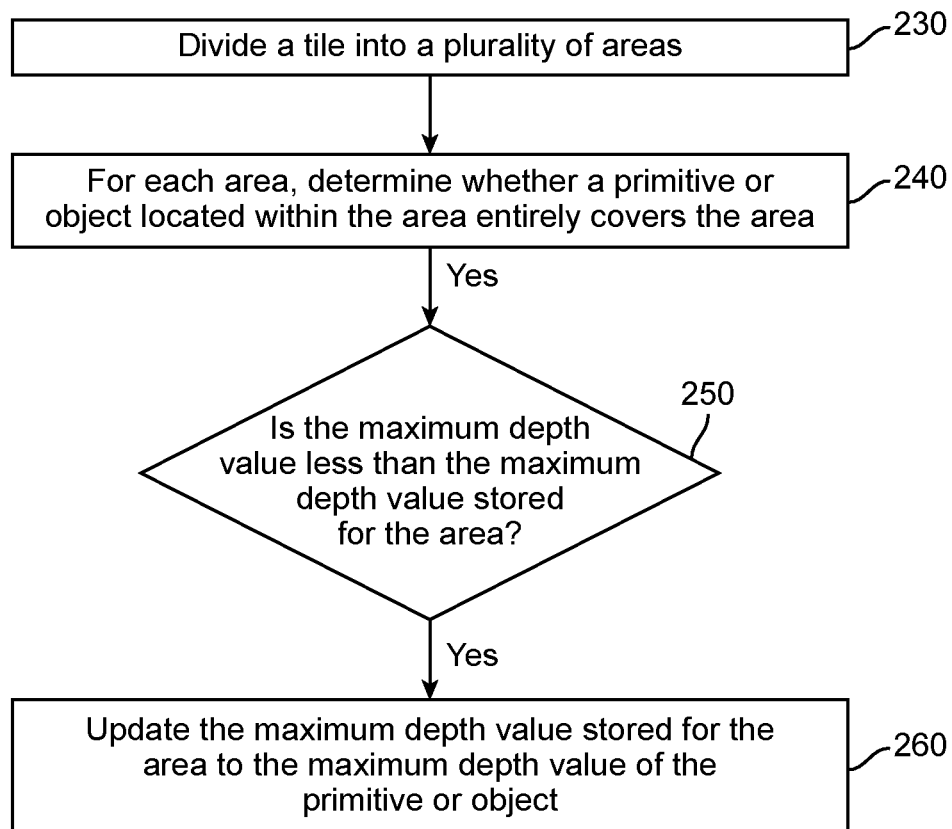 Divide a tile into a plurality of areas
230
For each area, determine whether a primitive or
object located within the area entirely covers the area
240
Yes
250
Is the maximum depth
value less than the maximum
depth value stored
for the area?
Yes
Update the maximum depth value stored for the
area to the maximum depth value of the
primitive or object
260